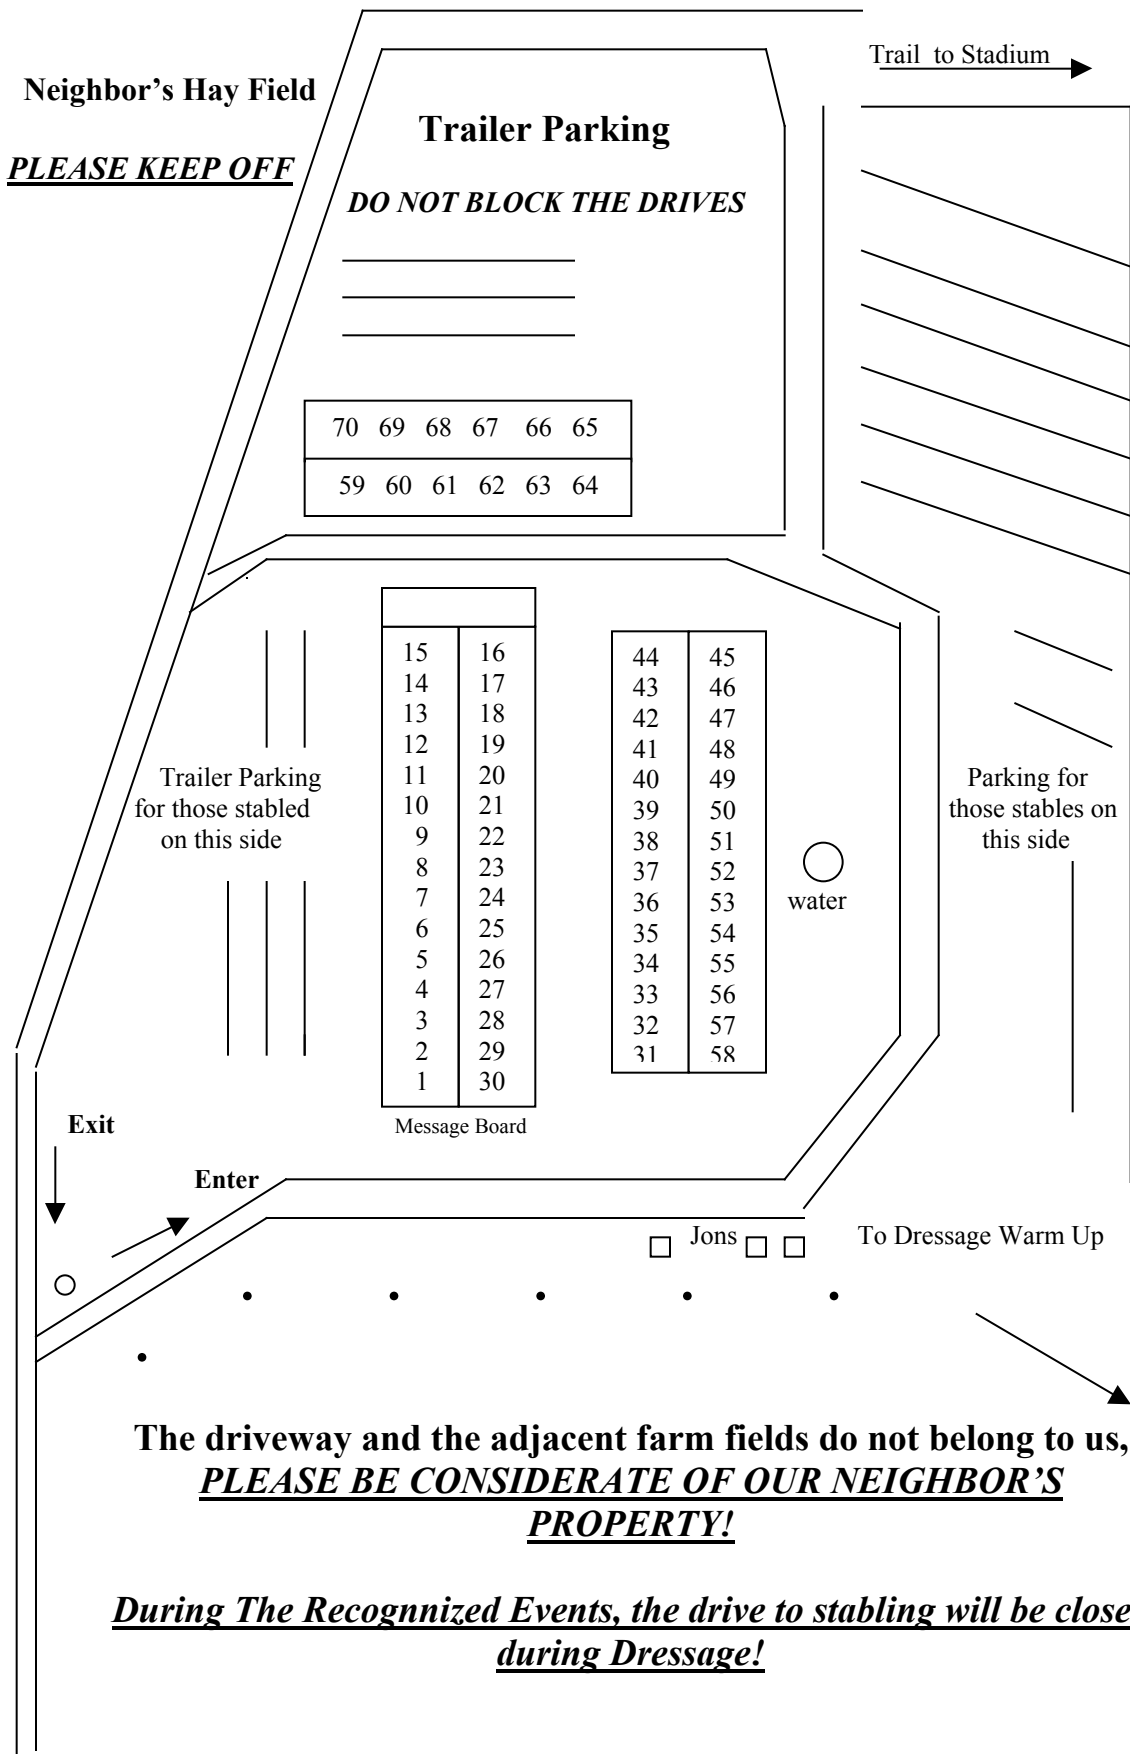 Trail to Stadium
Neighbor’s Hay Field
Trailer Parking
PLEASE KEEP OFF
DO NOT BLOCK THE DRIVES
70 69 68 67 66 65
59 60 61 62 63 64
15 16
14 17
13 18
12 19
11 20
10 21
9 22
8 23
7 24
6 25
5 26
4 27
3 28
2 29
1 30
44 45
43 46
42 47
41 48
40 49
39 50
38 51
37 52
36 53
35 54
34 55
33 56
32 57
31 58
Trailer Parking
for those stabled
on this side
Parking for
those stables on
this side
water
Message Board
Exit
Enter
Jons
To Dressage Warm Up
The driveway and the adjacent farm fields do not belong to us,
PLEASE BE CONSIDERATE OF OUR NEIGHBOR’S
PROPERTY!
During The Recognnized Events, the drive to stabling will be close
during Dressage!